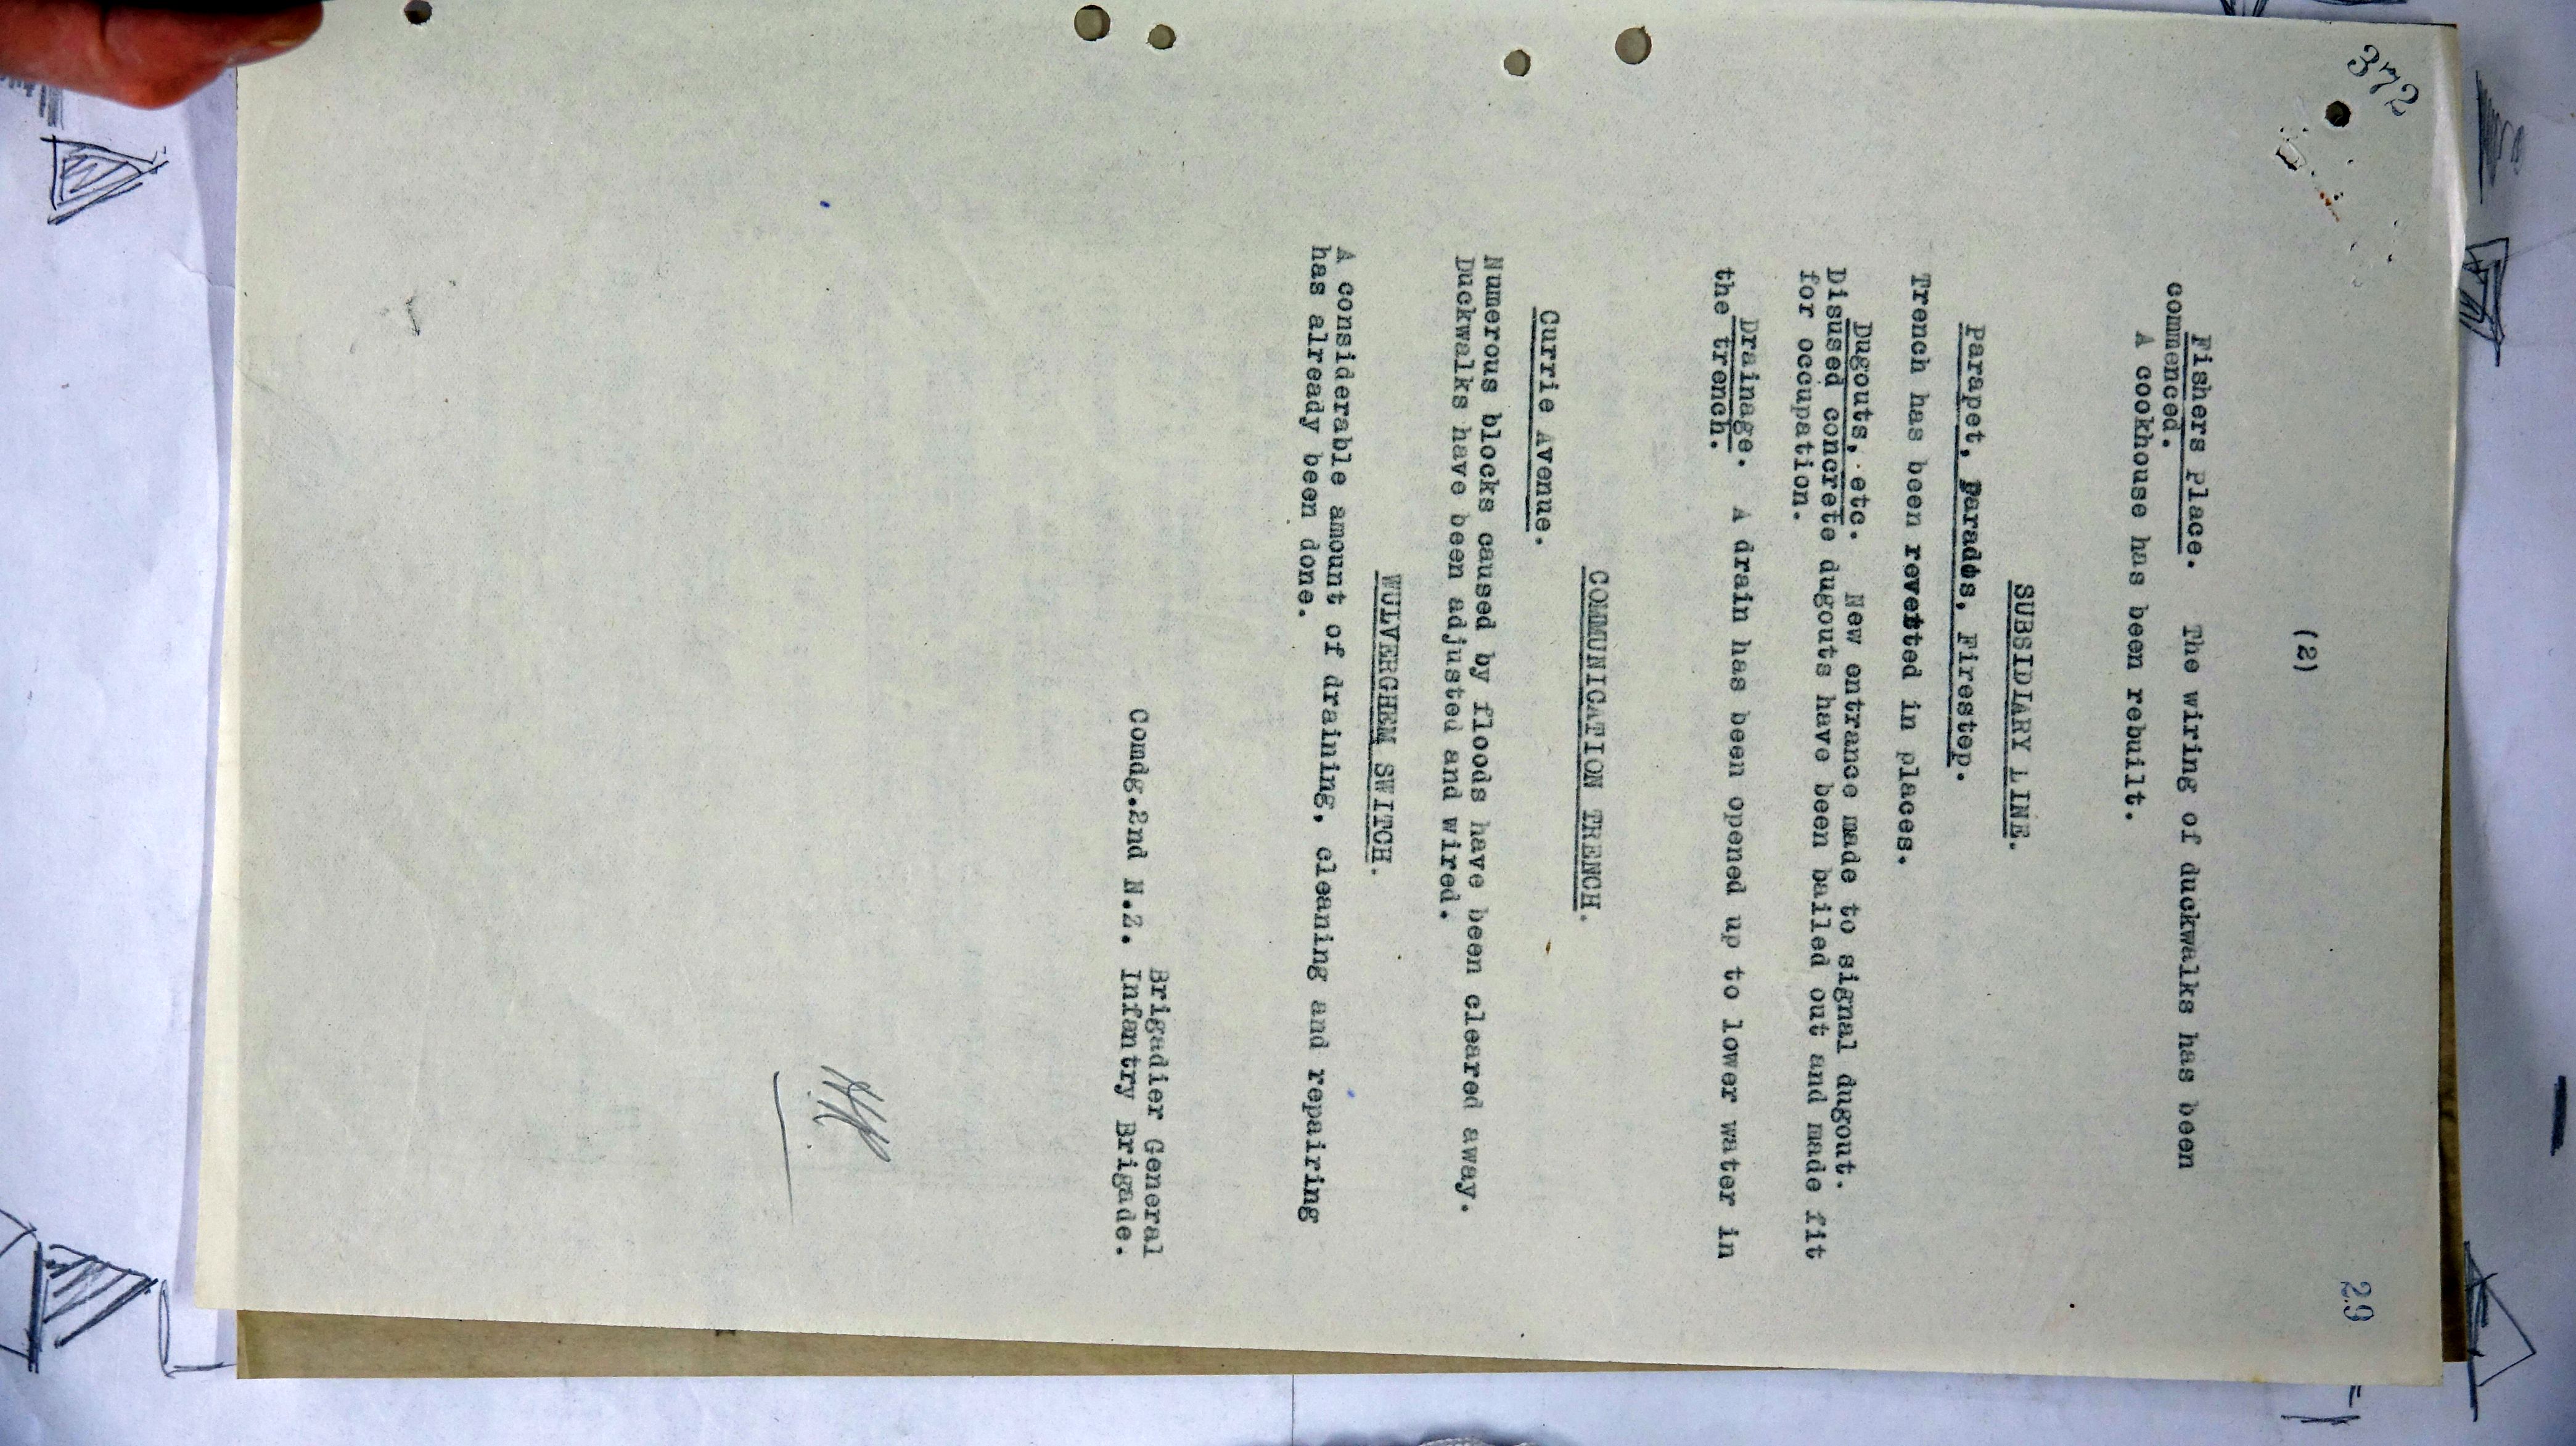 372
29
(2)
Fishers Place. The wiring of duckwalks has been
commenced.
A cookhouse has been rebuilt.
SUBSIDIARY LINE.
Parapet, Parados, Firestep.
Trench has been revetted in places.
Dugouts, etc. New entrance made to signal dugout.
Disused concrete dugouts have been bailed out and made fit
for occupation.
Drainage. A drain has been opened up to lower water in
the trench.
COMMUNICATION TRENCH.
Currie Avenue.
Numerous blocks caused by floods have been cleared away.
Duckwalks have been adjusted and wired.
WULVERGHEM SWITCH.
A considerable amount of draining, cleaning and repairing
has already been done.
Brigadier General
Comdg.2nd N.Z. Infantry Brigade.